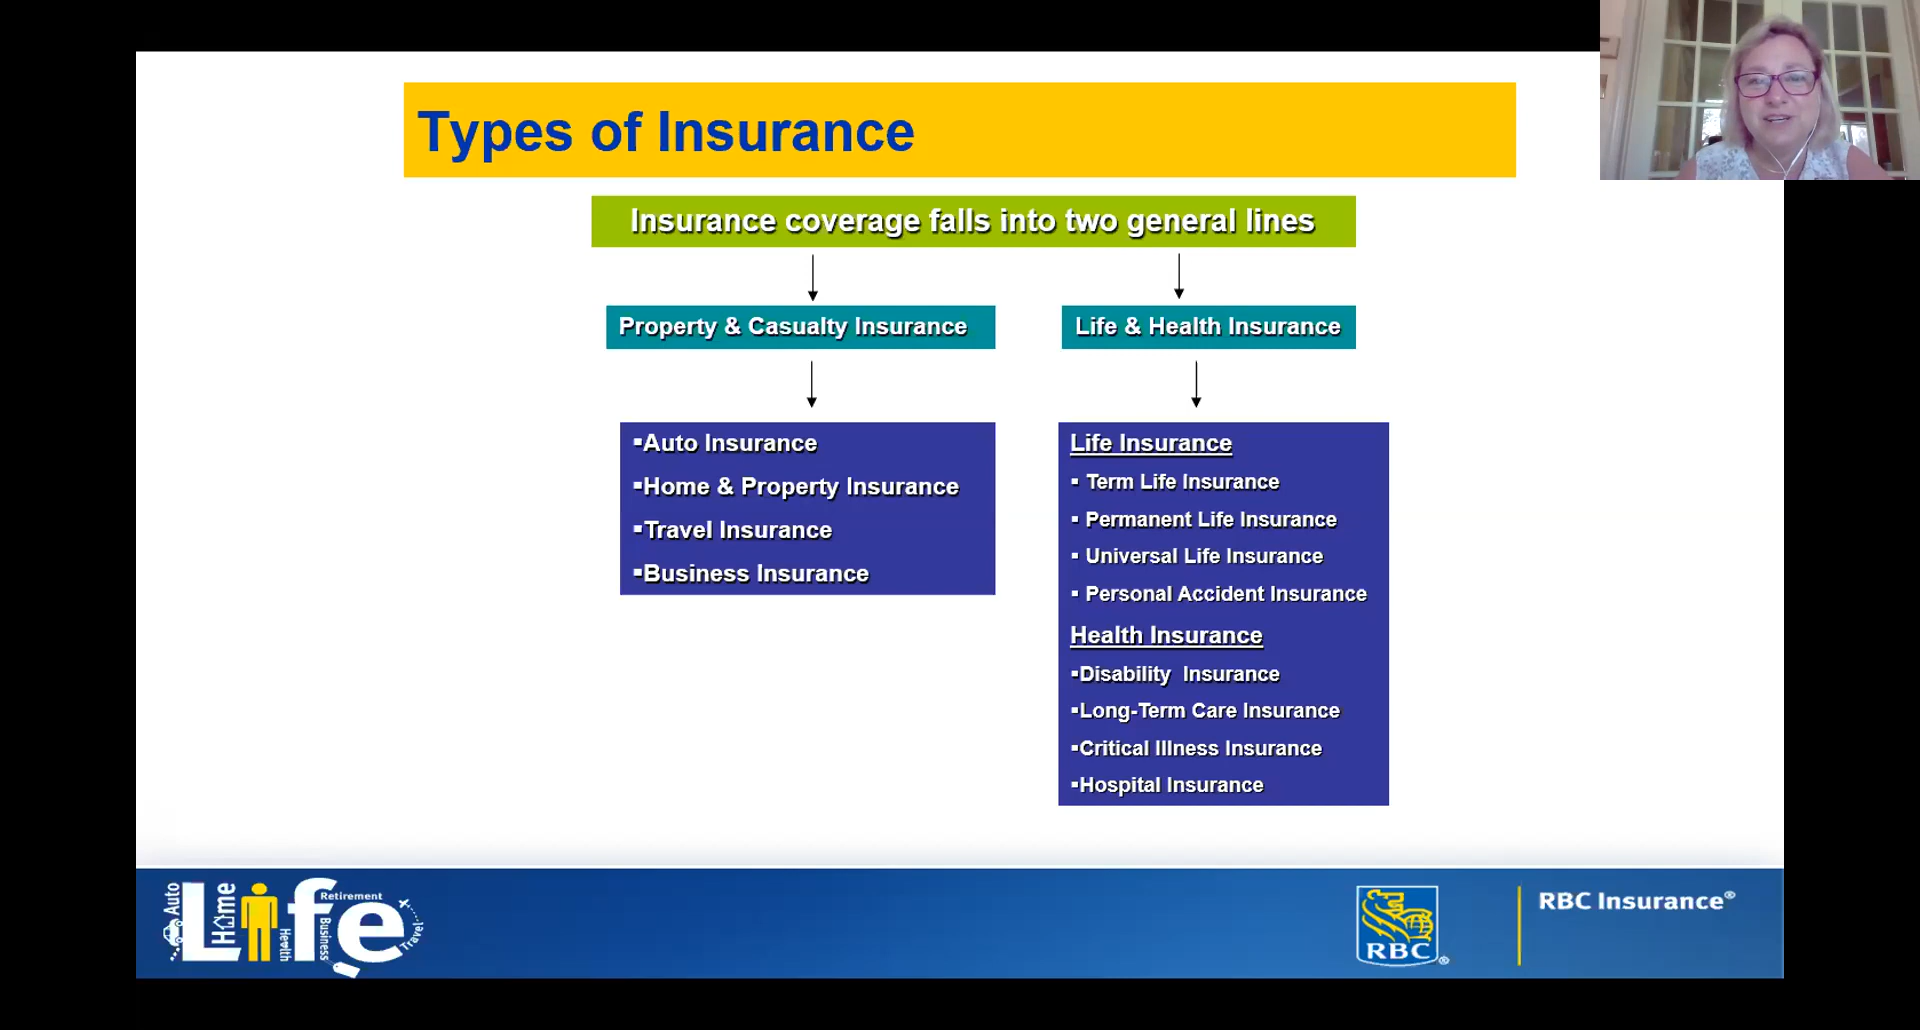 Types of Insurance
Insurance coverage falls into two general lines
Property & Casualty Insurance
Life & Health Insurance
▪Auto Insurance
▪Home & Property Insurance
▪Travel Insurance
▪Business Insurance
Life Insurance
▪ Term Life Insurance
▪ Permanent Life Insurance
▪ Universal Life Insurance
▪ Personal Accident Insurance
Health Insurance
▪Disability  Insurance
▪Long-Term Care Insurance
▪Critical Illness Insurance
▪Hospital Insurance
Auto
Home
Life
Health
Retirement
Business
Travel
RBC®
RBC Insurance®